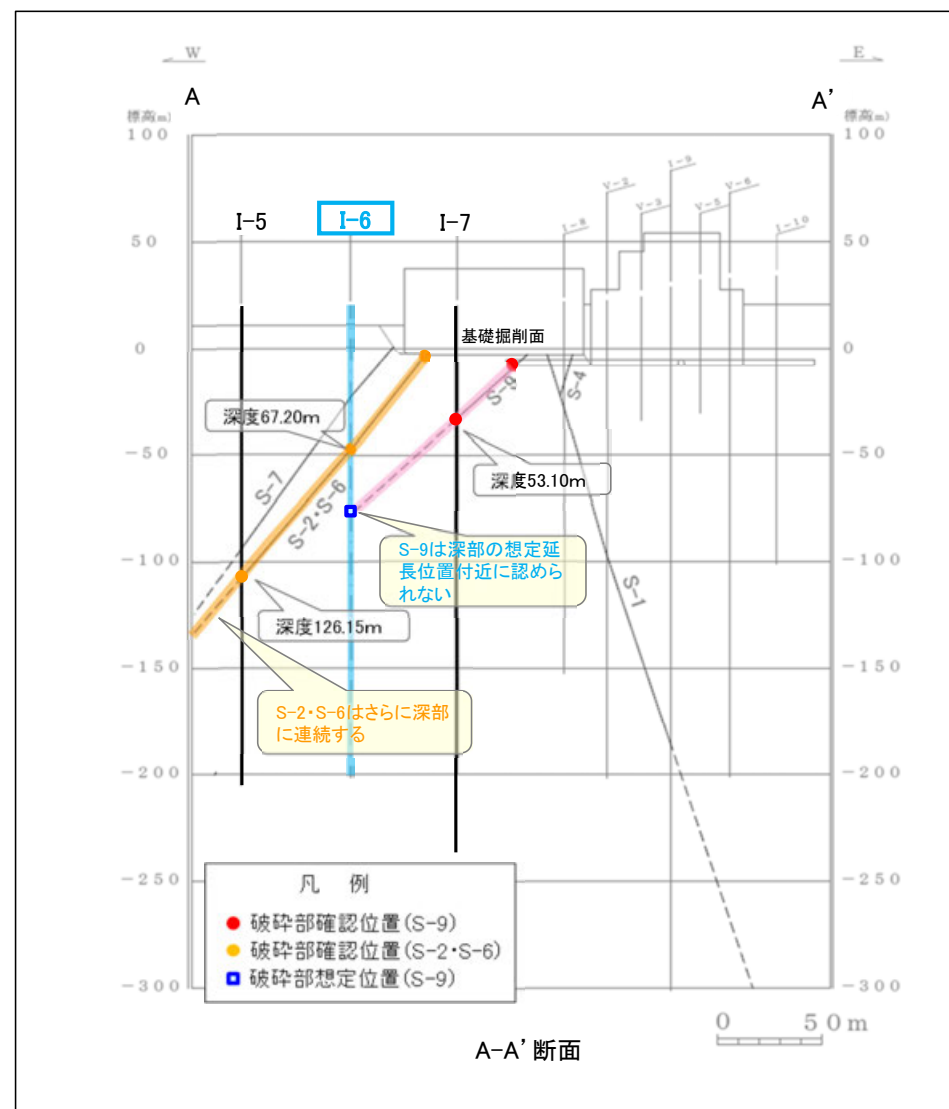 W
E
A
A’
標高(m)
標高(m)
100
100
I-9
V-2
V-6
V-3
V-5
I-5
I-6
I-7
I-8
I-10
50
50
基礎掘削面
0
0
S-9
S-4
深度67.20m
-50
-50
S-7
深度53.10m
S-2・S-6
S-9は深部の想定延
長位置付近に認めら
れない
-100
-100
S-1
深度126.15m
-150
-150
S-2・S-6はさらに深部
に連続する
-200
-200
凡 例
-250
-250
破砕部確認位置(S-9)
破砕部確認位置(S-2・S-6)
破砕部想定位置(S-9)
-300
-300
0 50m
A-A’断面